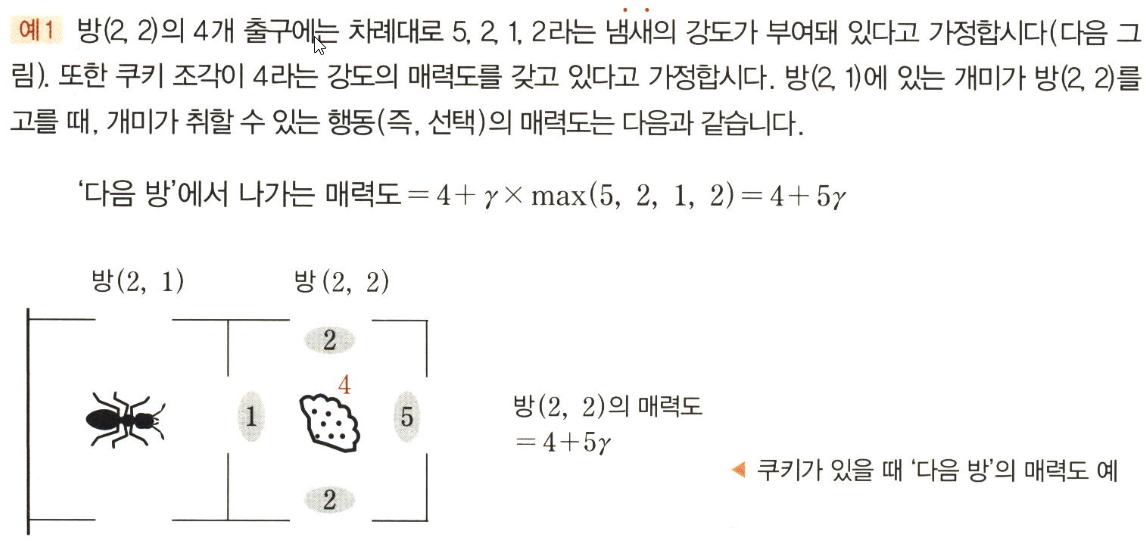 예1 방(2, 2)의 4개 출구에는 차례대로 5, 2, 1, 2라는 냄새의 강도가 부여돼 있다고 가정합시다(다음 그
림). 또한 쿠키 조각이 4라는 강도의 매력도를 갖고 있다고 가정합시다. 방(2, 1)에 있는 개미가 방(2, 2)를
고를 때, 개미가 취할 수 있는 행동(즉, 선택)의 매력도는 다음과 같습니다.
‘다음 방’에서 나가는 매력도 = 4 + γ × max(5, 2, 1, 2) = 4 + 5γ
방(2, 1) 방(2, 2)
2
4
1 5
2
방(2, 2)의 매력도
= 4+5γ
◀ 쿠키가 있을 때 ‘다음 방’의 매력도 예